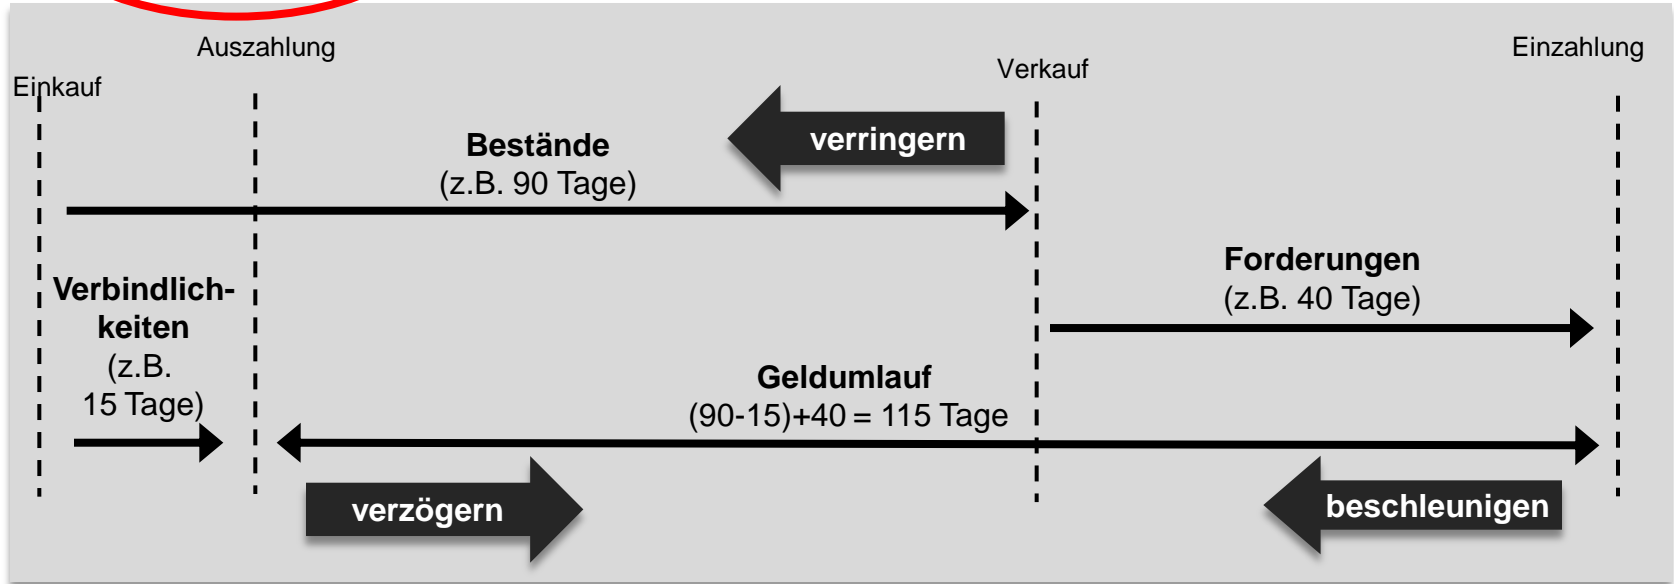 Auszahlung
Einzahlung
Verkauf
Einkauf
verringern
Bestände
(z.B. 90 Tage)
Forderungen
(z.B. 40 Tage)
Verbindlich-
keiten
(z.B.
15 Tage)
Geldumlauf
(90-15)+40 = 115 Tage
verzögern
beschleunigen